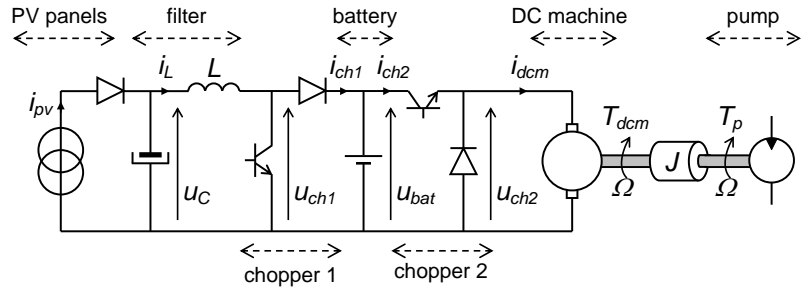 PV panels
filter
battery
DC machine
pump
i_L
L
i_ch1
i_ch2
i_dcm
i_pv
T_dcm
T_p
J
u_C
u_ch1
u_bat
u_ch2
Ω
Ω
chopper 1
chopper 2